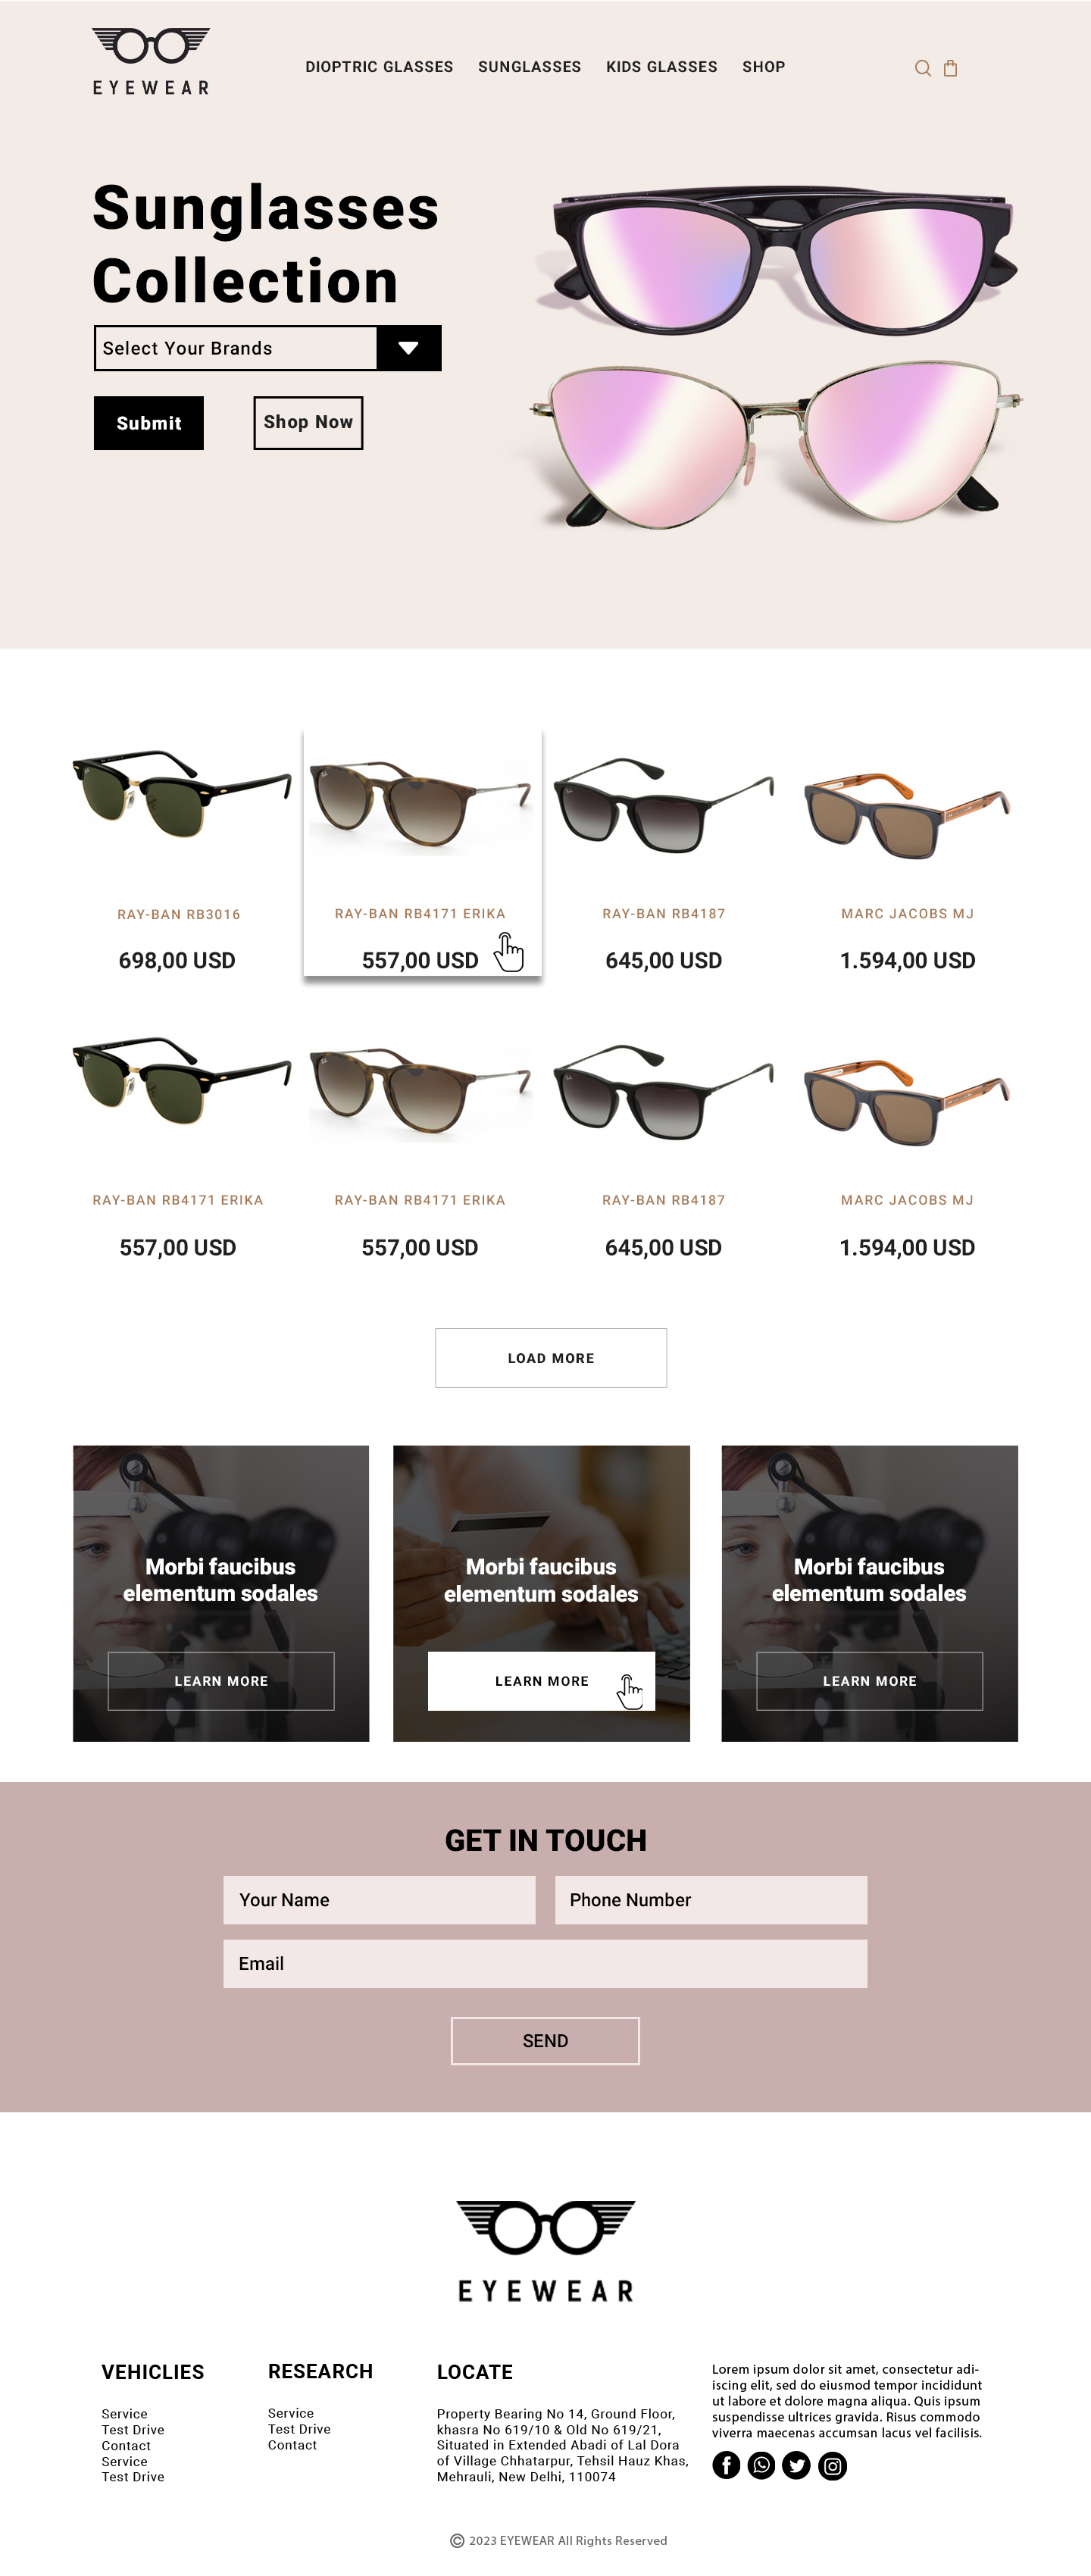 EYEWEAR
DIOPTRIC GLASSES SUNGLASSES KIDS GLASSES SHOP
Sunglasses
Collection
Select Your Brands
Submit Shop Now
RAY-BAN RB3016 RAY-BAN RB4171 ERIKA RAY-BAN RB4187 MARC JACOBS MJ
698,00 USD 557,00 USD 645,00 USD 1.594,00 USD
RAY-BAN RB4171 ERIKA RAY-BAN RB4171 ERIKA RAY-BAN RB4187 MARC JACOBS MJ
557,00 USD 557,00 USD 645,00 USD 1.594,00 USD
LOAD MORE
Morbi faucibus
elementum sodales
LEARN MORE
Morbi faucibus
elementum sodales
LEARN MORE
Morbi faucibus
elementum sodales
LEARN MORE
GET IN TOUCH
Your Name Phone Number
Email
SEND
EYEWEAR
VEHICLIES
Service
Test Drive
Contact
Service
Test Drive
RESEARCH
Service
Test Drive
Contact
LOCATE
Property Bearing No 14, Ground Floor,
khasra No 619/10 & Old No 619/21,
Situated in Extended Abadi of Lal Dora
of Village Chhatarpur, Tehsil Hauz Khas,
Mehrauli, New Delhi, 110074
Lorem ipsum dolor sit amet, consectetur adi-
iscing elit, sed do eiusmod tempor incididunt
ut labore et dolore magna aliqua. Quis ipsum
suspendisse ultrices gravida. Risus commodo
viverra maecenas accumsan lacus vel facilisis.
© 2023 EYEWEAR All Rights Reserved